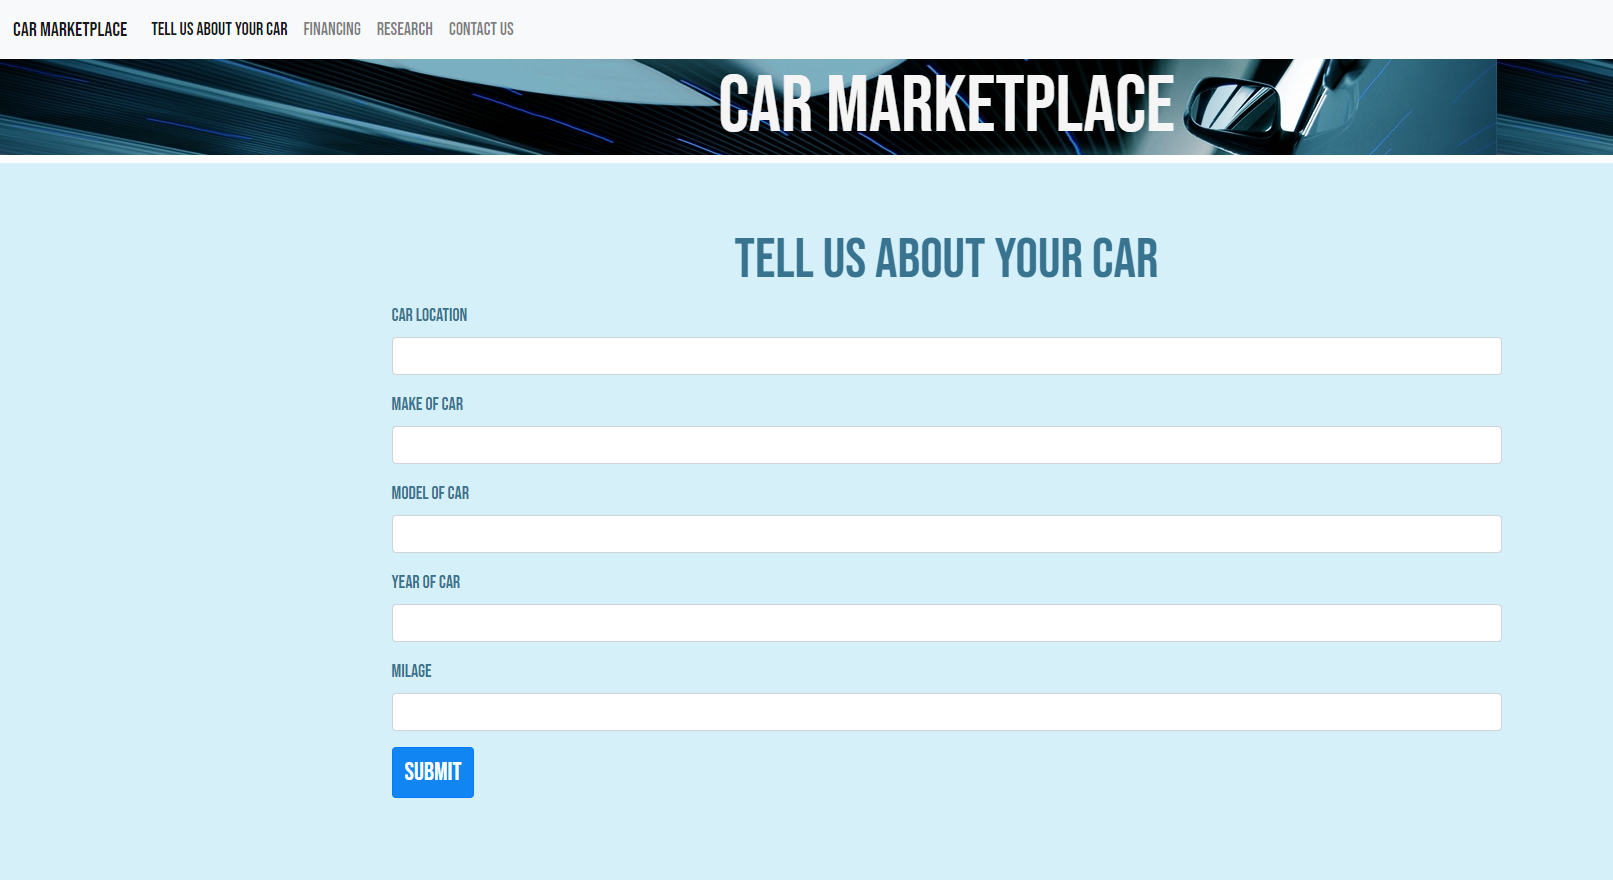 CAR MARKETPLACE TELL US ABOUT YOUR CAR FINANCING RESEARCH CONTACT US
CAR MARKETPLACE
TELL US ABOUT YOUR CAR
CAR LOCATION
MAKE OF CAR
MODEL OF CAR
YEAR OF CAR
MILAGE
SUBMIT